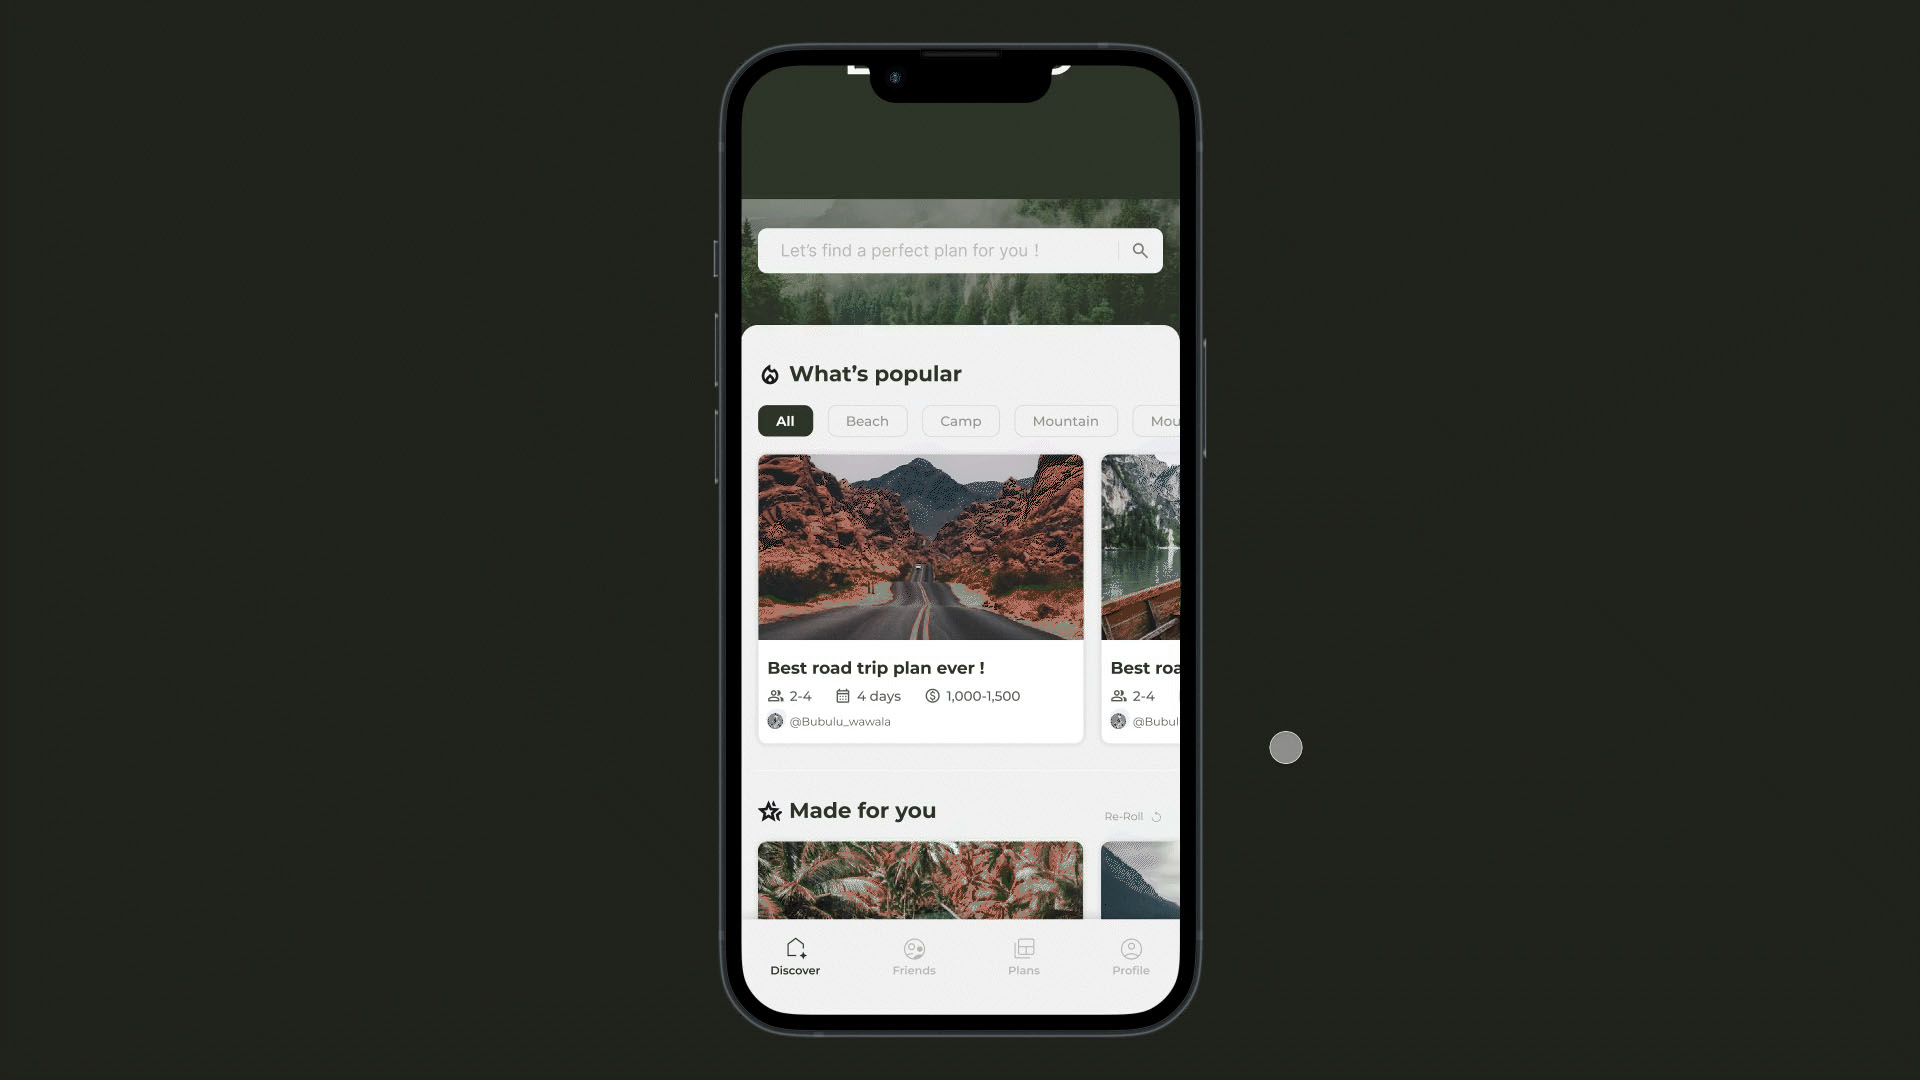 Let's find a perfect plan for you !
What's popular
All Beach Camp Mountain Mou
Best road trip plan ever ! Best roa
2-4 4 days 1,000-1,500 2-4
@Bubulu_wawala @Bubul
Made for you
Re-Roll
Discover Friends Plans Profile